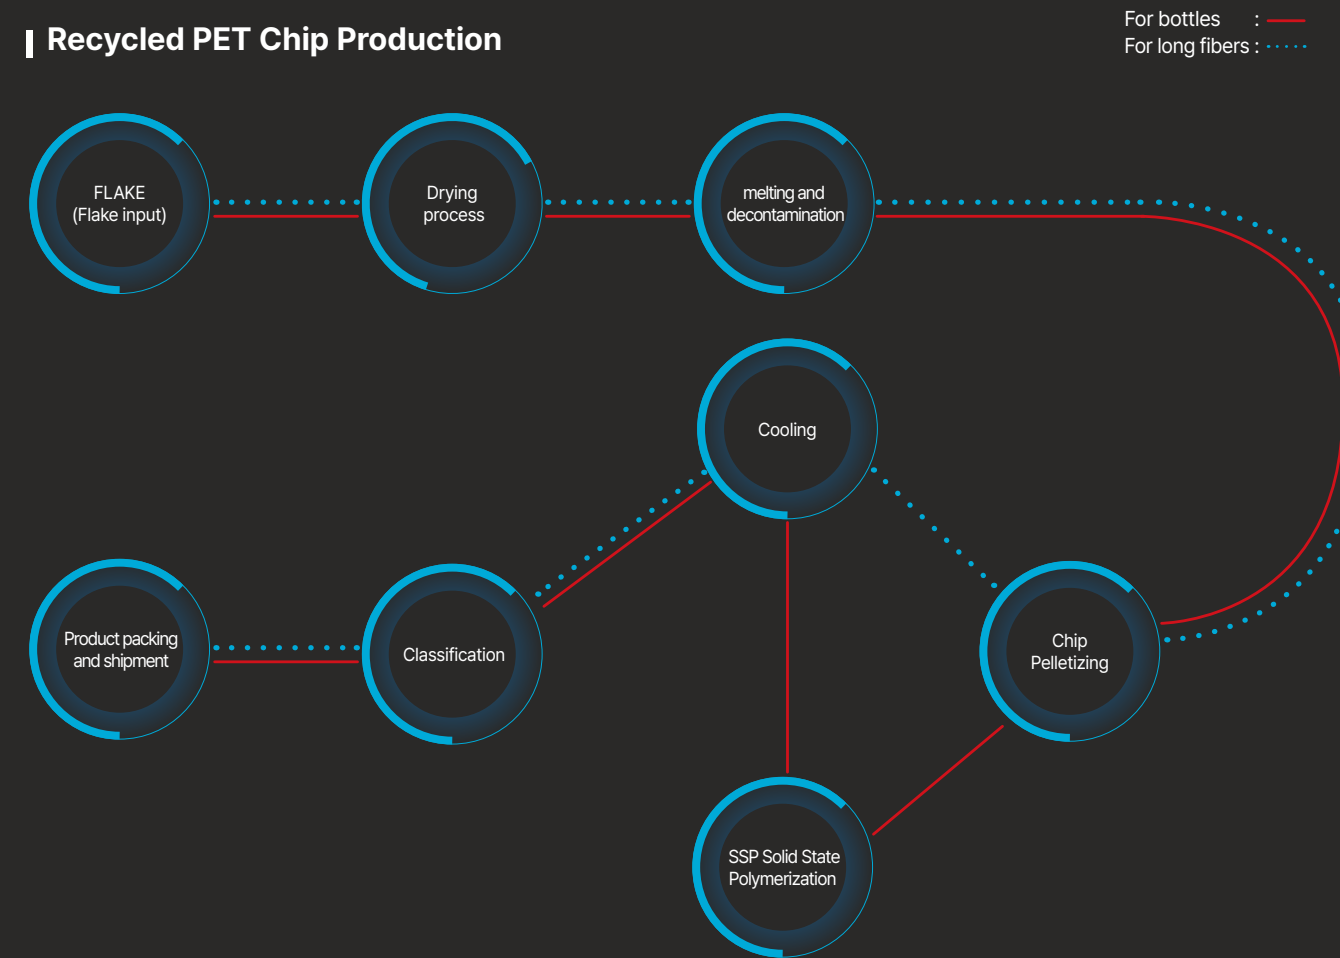 Recycled PET Chip Production
For bottles :
For long fibers :
FLAKE
(Flake input)
Drying
process
melting and
decontamination
Cooling
Product packing
and shipment
Classification
Chip
Pelletizing
SSP Solid State
Polymerization